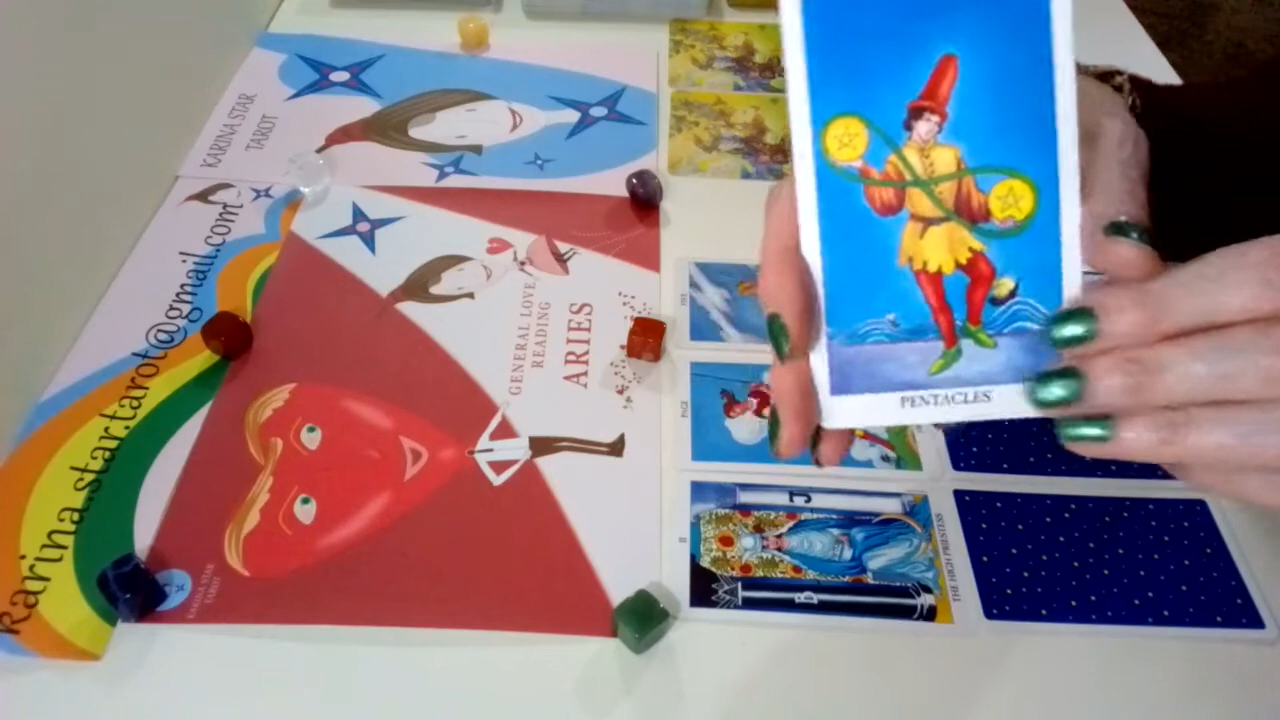 KARINA STAR
TAROT
karina.star.tarot@gmail.com
GENERAL LOVE
READING
ARIES
KARINA STAR
TAROT
PENTACLES
PAGE
II
THE HIGH PRIESTESS
B
J